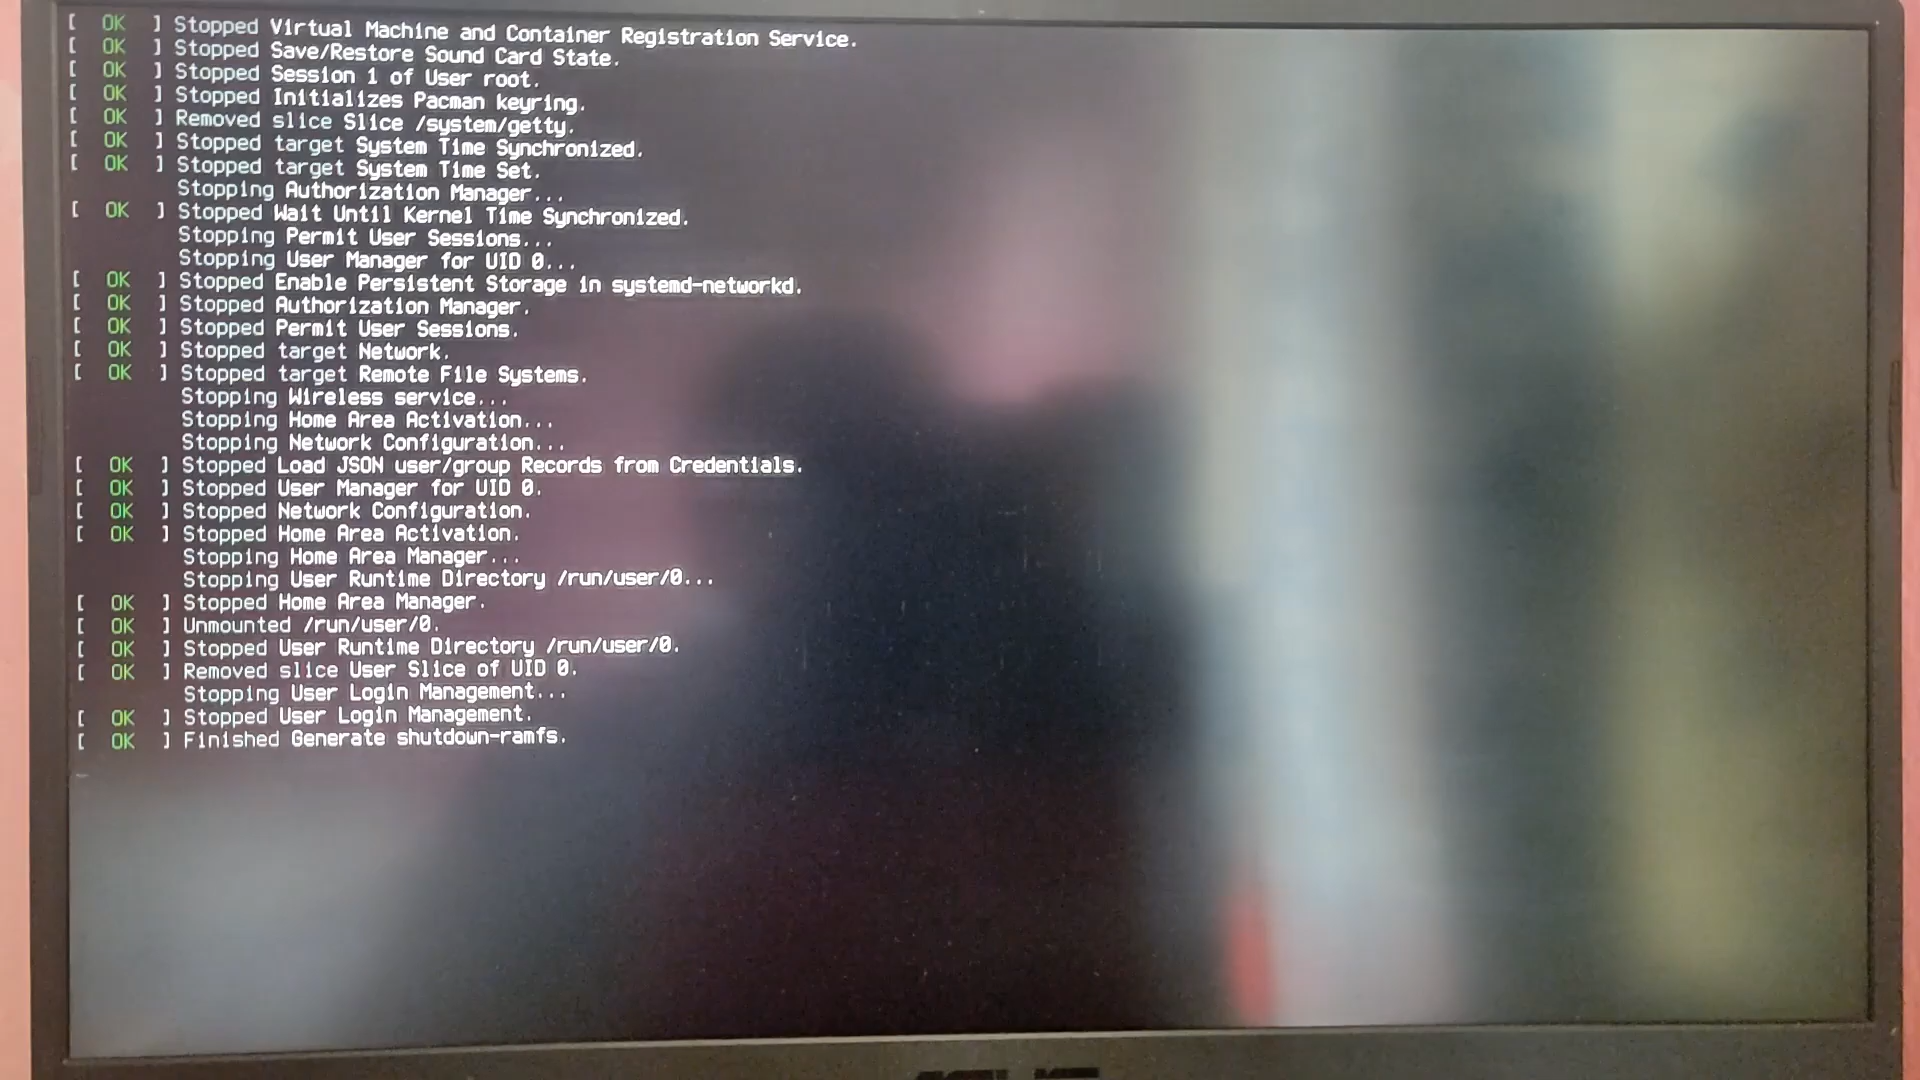 [ OK ] Stopped Virtual Machine and Container Registration Service.
[ OK ] Stopped Save/Restore Sound Card State.
[ OK ] Stopped Session 1 of User root.
[ OK ] Stopped Initializes Pacman keyring.
[ OK ] Removed slice Slice /system/getty.
[ OK ] Stopped target System Time Synchronized.
[ OK ] Stopped target System Time Set.
Stopping Authorization Manager...
[ OK ] Stopped Wait Until Kernel Time Synchronized.
Stopping Permit User Sessions...
Stopping User Manager for UID 0...
[ OK ] Stopped Enable Persistent Storage in systemd-networkd.
[ OK ] Stopped Authorization Manager.
[ OK ] Stopped Permit User Sessions.
[ OK ] Stopped target Network.
[ OK ] Stopped target Remote File Systems.
Stopping Wireless service...
Stopping Home Area Activation...
Stopping Network Configuration...
[ OK ] Stopped Load JSON user/group Records from Credentials.
[ OK ] Stopped User Manager for UID 0.
[ OK ] Stopped Network Configuration.
[ OK ] Stopped Home Area Activation.
Stopping Home Area Manager...
Stopping User Runtime Directory /run/user/0...
[ OK ] Stopped Home Area Manager.
[ OK ] Unmounted /run/user/0.
[ OK ] Stopped User Runtime Directory /run/user/0.
[ OK ] Removed slice User Slice of UID 0.
Stopping User Login Management...
[ OK ] Stopped User Login Management.
[ OK ] Finished Generate shutdown-ramfs.